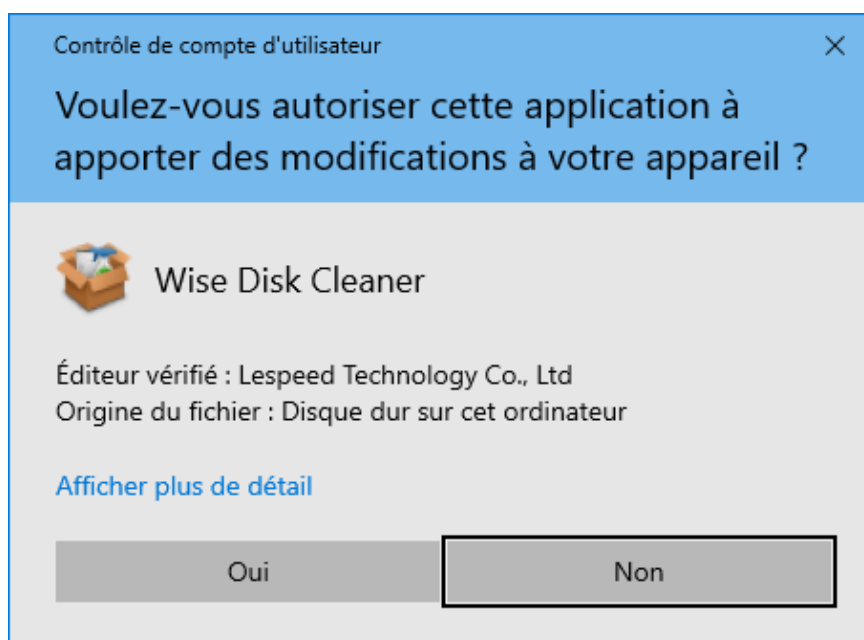 Contrôle de compte d'utilisateur
Voulez-vous autoriser cette application à
apporter des modifications à votre appareil ?
Wise Disk Cleaner
Éditeur vérifié : Lespeed Technology Co., Ltd
Origine du fichier : Disque dur sur cet ordinateur
Afficher plus de détail
Oui
Non